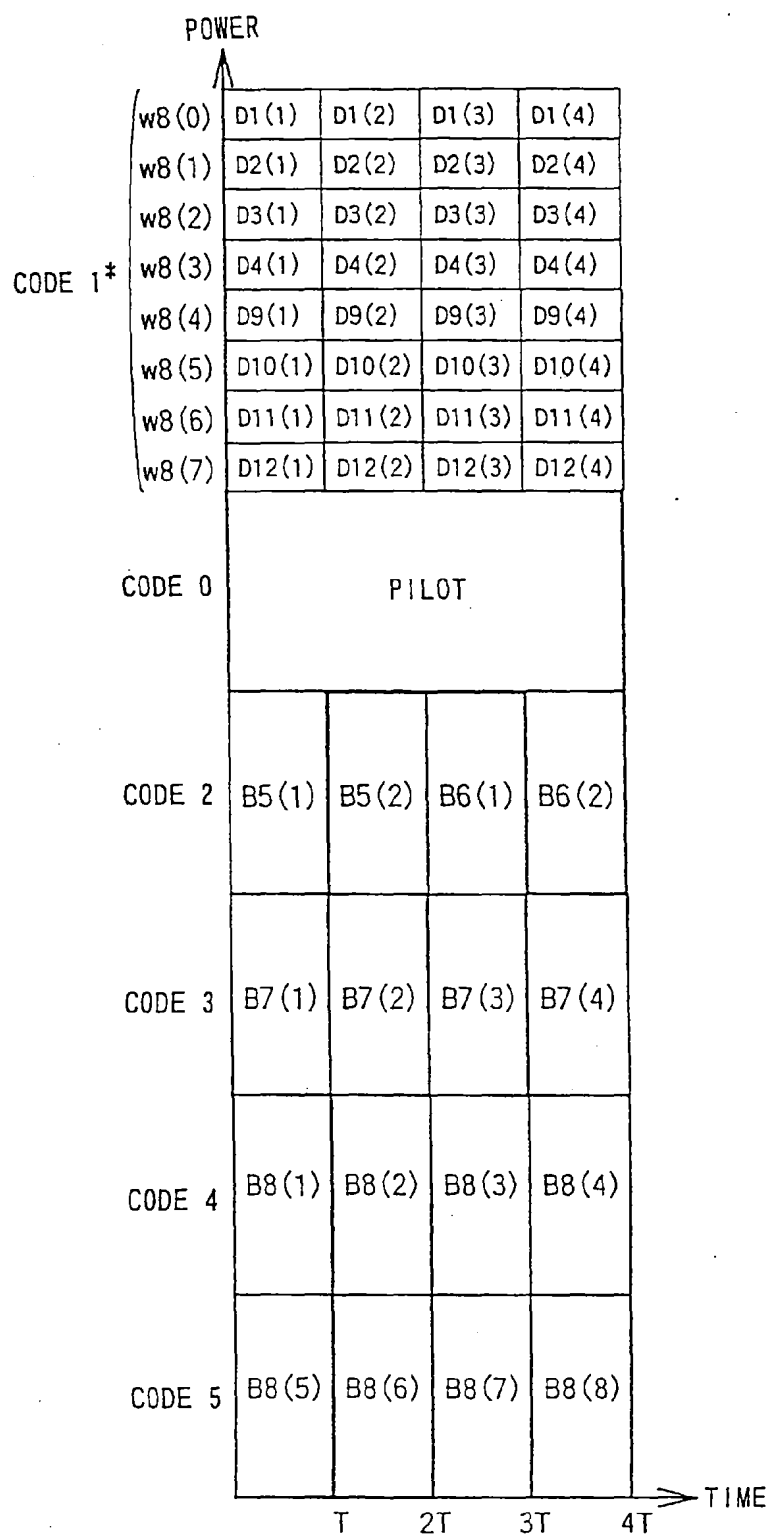 POWER
w8(0) D1(1) D1(2) D1(3) D1(4)
w8(1) D2(1) D2(2) D2(3) D2(4)
w8(2) D3(1) D3(2) D3(3) D3(4)
CODE 1* w8(3) D4(1) D4(2) D4(3) D4(4)
w8(4) D9(1) D9(2) D9(3) D9(4)
w8(5) D10(1) D10(2) D10(3) D10(4)
w8(6) D11(1) D11(2) D11(3) D11(4)
w8(7) D12(1) D12(2) D12(3) D12(4)
CODE 0 PILOT
CODE 2 B5(1) B5(2) B6(1) B6(2)
CODE 3 B7(1) B7(2) B7(3) B7(4)
CODE 4 B8(1) B8(2) B8(3) B8(4)
CODE 5 B8(5) B8(6) B8(7) B8(8)
TIME
T 2T 3T 4T